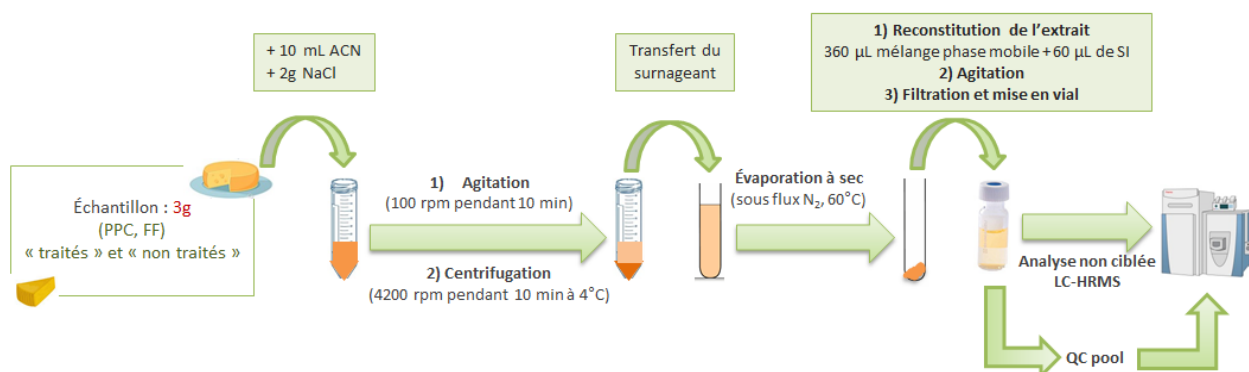 + 10 mL ACN
+ 2g NaCl
Transfert du
surnageant
1) Reconstitution de l'extrait
360 µL mélange phase mobile + 60 µL de SI
2) Agitation
3) Filtration et mise en vial
Échantillon : 3g
(PPC, FF)
« traités » et « non traités »
1) Agitation
(100 rpm pendant 10 min)
2) Centrifugation
(4200 rpm pendant 10 min à 4°C)
Évaporation à sec
(sous flux N₂, 60°C)
Analyse non ciblée
LC-HRMS
QC pool